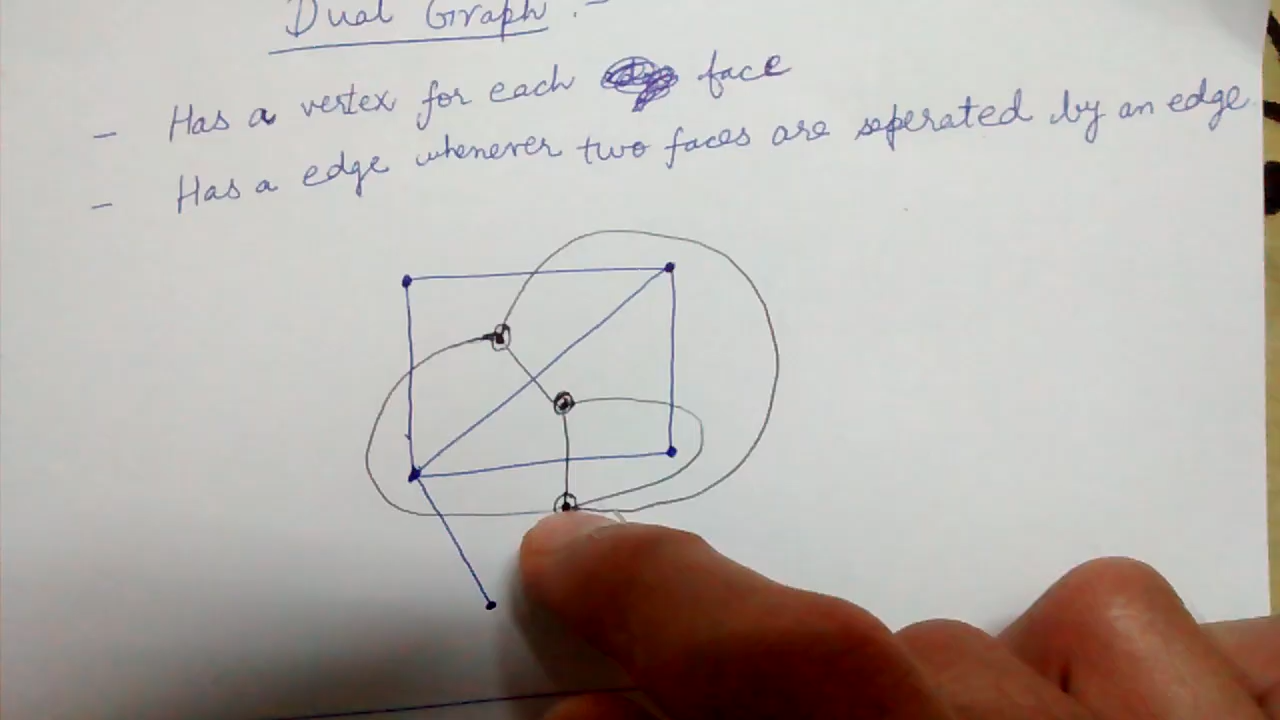 Dual Graph :-
- Has a vertex for each face
- Has a edge whenever two faces are seperated by an edge